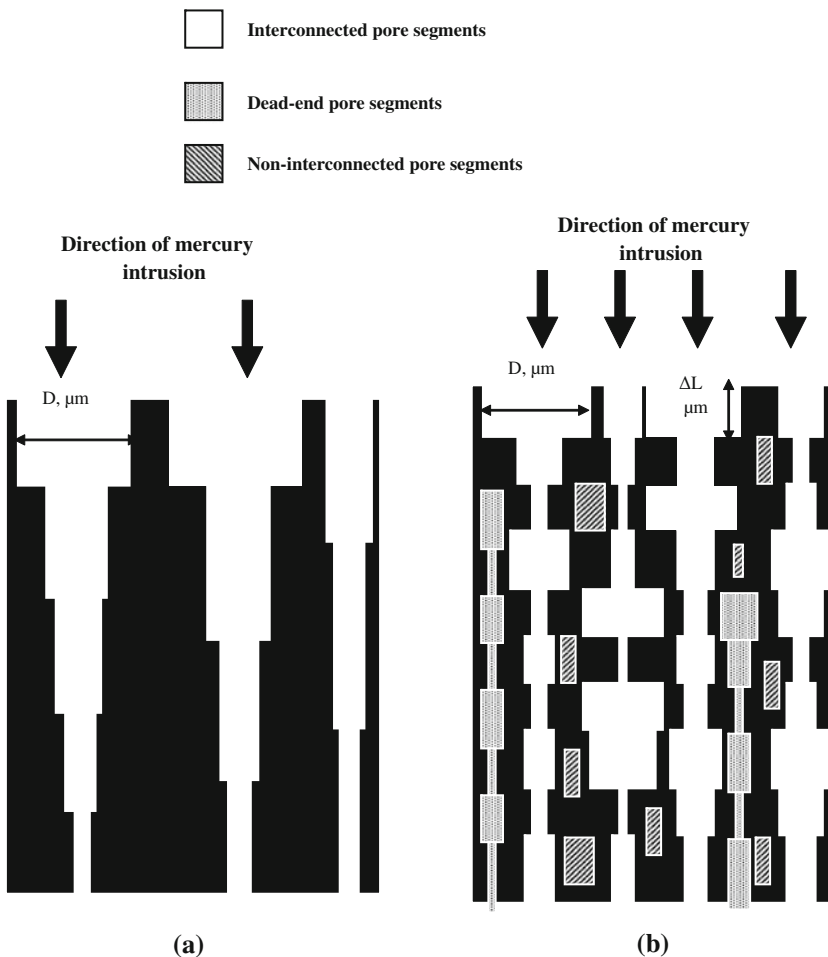 Interconnected pore segments
Dead-end pore segments
Non-interconnected pore segments
Direction of mercury
intrusion
D, μm
(a)
Direction of mercury
intrusion
D, μm
ΔL
μm
(b)